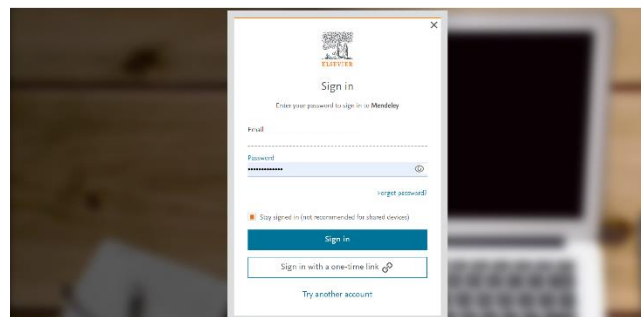 ELSEVIER
Sign in
Enter your password to sign in to Mendeley
Email
Password
•••••••••••••
Forgot password?
Stay signed in (not recommended for shared devices)
Sign in
Sign in with a one-time link
Try another account